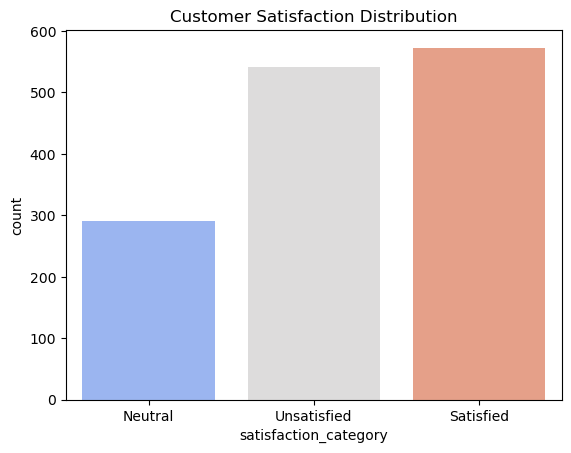 Customer Satisfaction Distribution
600
500
400
300
200
100
0
count
Neutral
Unsatisfied
Satisfied
satisfaction_category